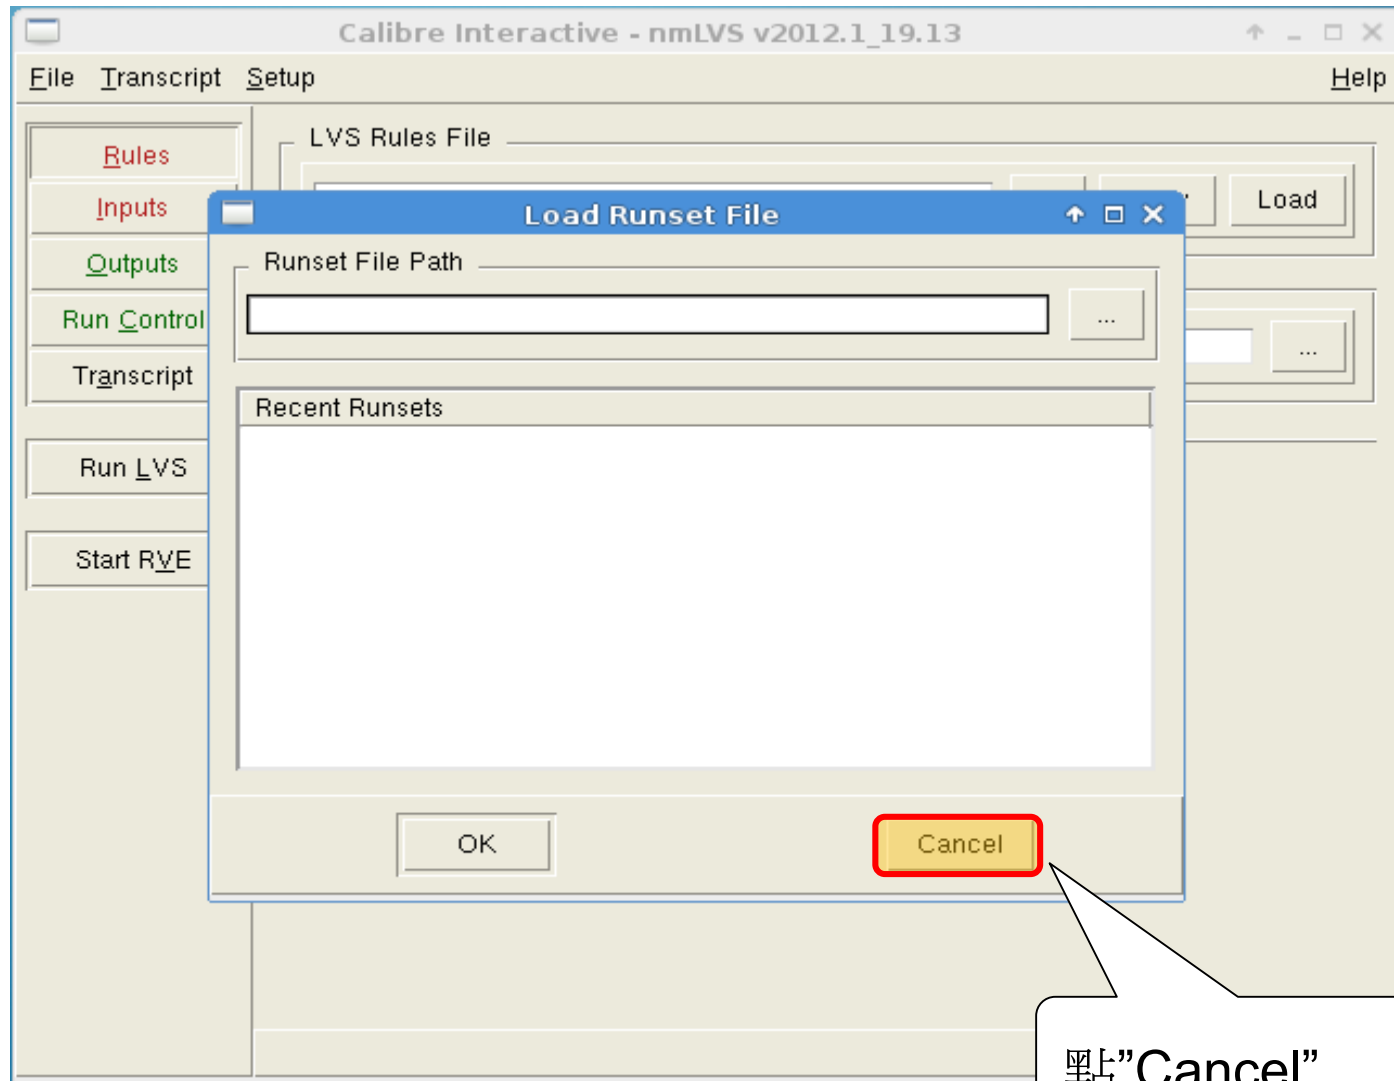 Calibre Interactive - nmLVS v2012.1_19.13
File Transcript Setup Help
Rules
Inputs
Outputs
Run Control
Transcript
Run LVS
Start RVE
LVS Rules File
Load
...
Load Runset File
Runset File Path
...
Recent Runsets
OK Cancel
點”Cancel”